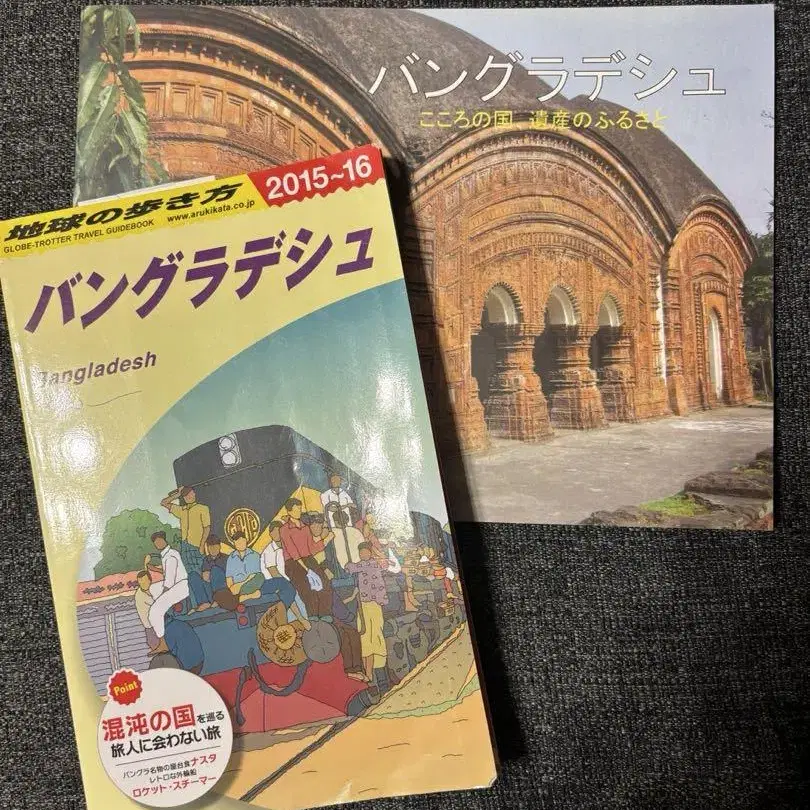 バングラデシュ
こころの国、遺産のふるさと
地球の歩き方
2015~16
GLOBE-TROTTER TRAVEL GUIDEBOOK
www.arukikata.co.jp
バングラデシュ
Bangladesh
Point
混沌の国を巡る
旅人に会わない旅
バングラ名物の屋台食ナスタ
レトロな外輪船
ロケット・スチーマー